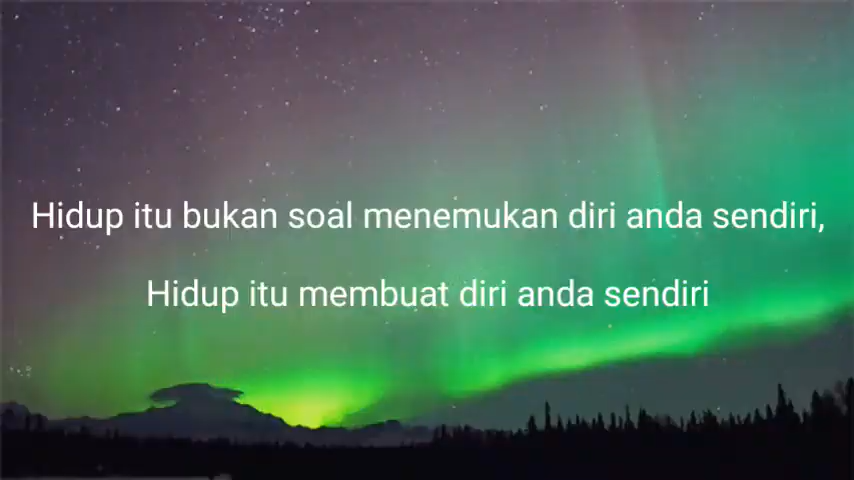 Hidup itu bukan soal menemukan diri anda sendiri,
Hidup itu membuat diri anda sendiri